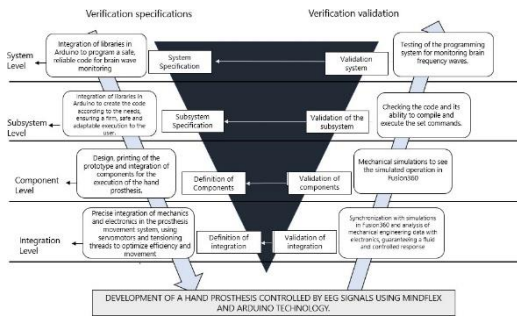 Verification specifications
Verification validation
System
Level
Integration of libraries in
Arduino to program a safe,
reliable code for brain wave
monitoring
System
Specification
Validation
system
Testing of the programming
system for monitoring brain
frequency waves.
Subsystem
Level
Integration of libraries in
Arduino to create the code
according to the needs,
ensuring a firm, safe and
adaptable execution to the
user.
Subsystem
Specification
Validation of the
subsystem
Checking the code and its
ability to compile and
execute the set commands.
Component
Level
Design, printing of the
prototype and integration of
components for the
execution of the hand
prosthesis.
Definition of
Components
Validation of
components
Mechanical simulations to see
the simulated operation in
Fusion360
Integration
Level
Precise integration of mechanics
and electronics in the prosthesis
movement system, using
servomotors and tensioning
threads to optimize efficiency and
movement
Definition of
integration
Validation of
integration
Synchronization with simulations
in Fusion360 and analysis of
mechanical engineering data with
electronics, guaranteeing a fluid
and controlled response
DEVELOPMENT OF A HAND PROSTHESIS CONTROLLED BY EEG SIGNALS USING MINDFLEX
AND ARDUINO TECHNOLOGY.